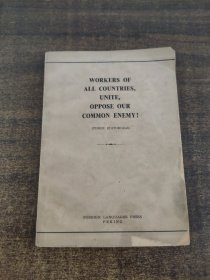 WORKERS OF
ALL COUNTRIES,
UNITE,
OPPOSE OUR
COMMON ENEMY!
FOREIGN LANGUAGES PRESS
PEKING